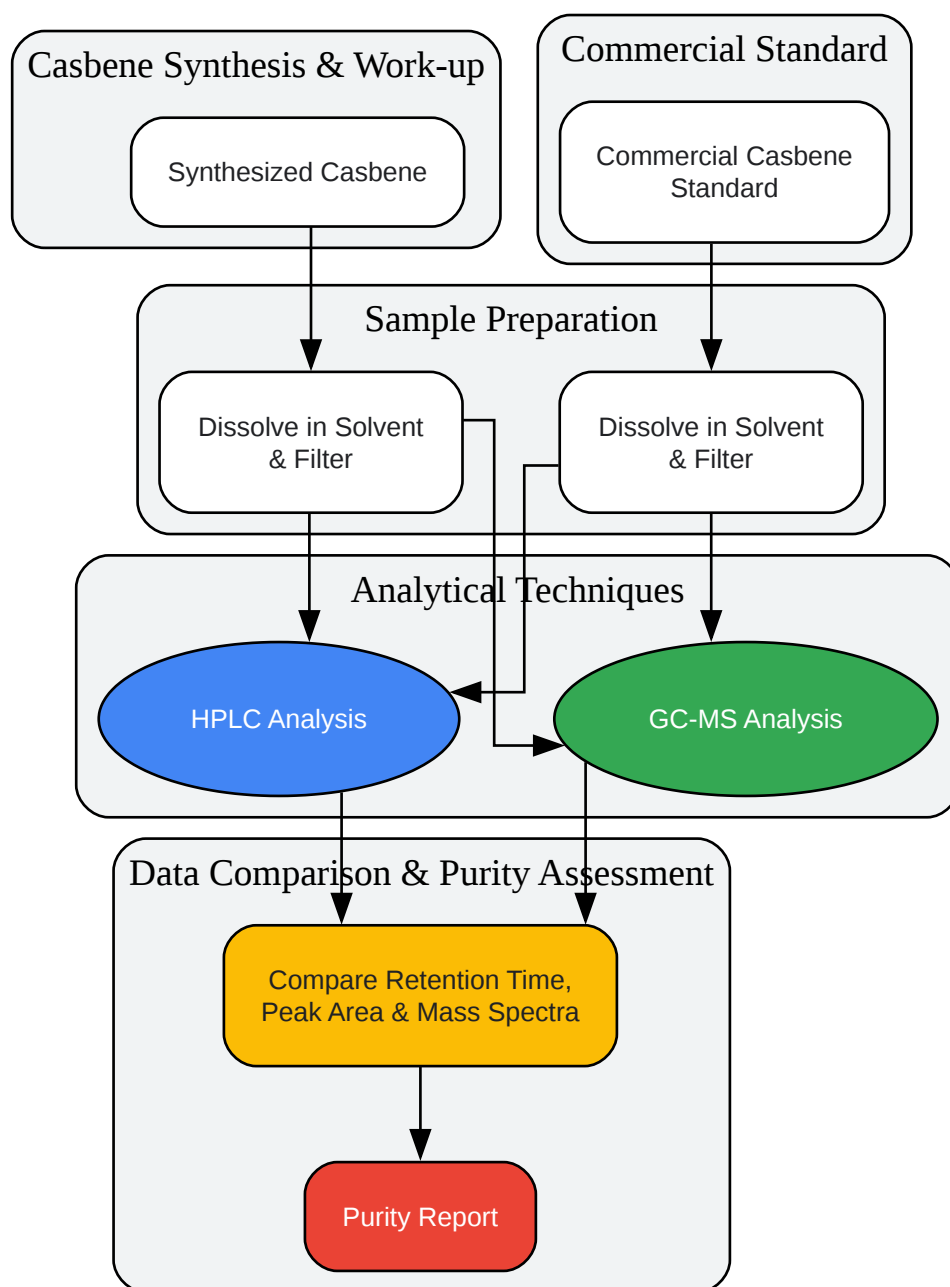 Casbene Synthesis & Work-up
Synthesized Casbene
Commercial Standard
Commercial Casbene
Standard
Sample Preparation
Dissolve in Solvent
& Filter
Dissolve in Solvent
& Filter
Analytical Techniques
HPLC Analysis
GC-MS Analysis
Data Comparison & Purity Assessment
Compare Retention Time,
Peak Area & Mass Spectra
Purity Report